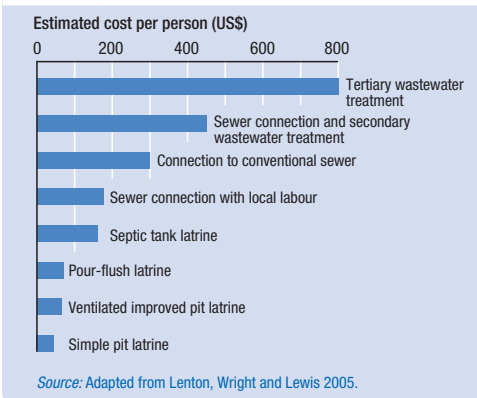 Estimated cost per person (US$)
0 200 400 600 800
Tertiary wastewater
treatment
Sewer connection and secondary
wastewater treatment
Connection to conventional sewer
Sewer connection with local labour
Septic tank latrine
Pour-flush latrine
Ventilated improved pit latrine
Simple pit latrine
Source: Adapted from Lenton, Wright and Lewis 2005.